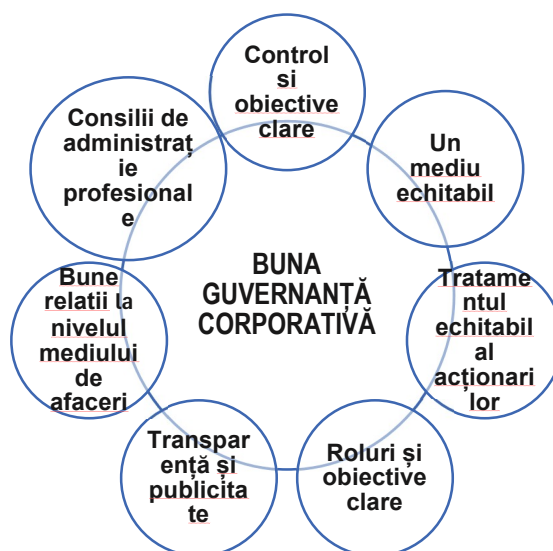 Control
si
obiective
clare
Un
mediu
echitabil
Tratame
ntul
echitabil
al
acționari
lor
Roluri și
obiective
clare
Transpar
ență și
publicita
te
Bune
relatii la
nivelul
mediului
de
afaceri
Consilii de
administraț
ie
profesional
e
BUNA
GUVERNANȚĂ
CORPORATIVĂ